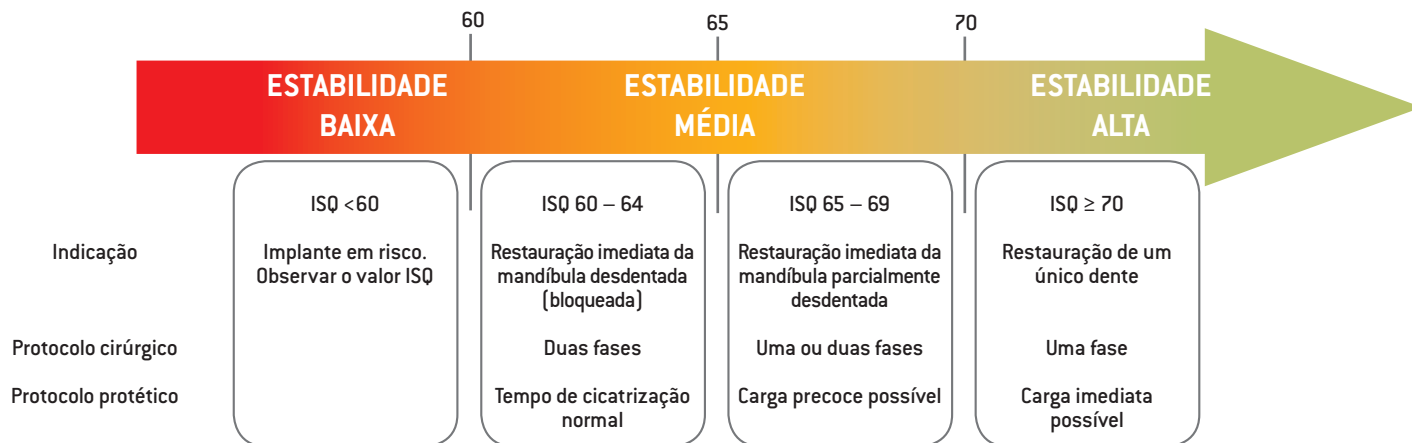 60
65
70
ESTABILIDADE
BAIXA
ESTABILIDADE
MÉDIA
ESTABILIDADE
ALTA
ISQ <60
ISQ 60 – 64
ISQ 65 – 69
ISQ ≥ 70
Indicação
Implante em risco.
Observar o valor ISQ
Restauração imediata da
mandíbula desdentada
(bloqueada)
Restauração imediata da
mandíbula parcialmente
desdentada
Restauração de um
único dente
Protocolo cirúrgico
Duas fases
Uma ou duas fases
Uma fase
Protocolo protético
Tempo de cicatrização
normal
Carga precoce possível
Carga imediata
possível